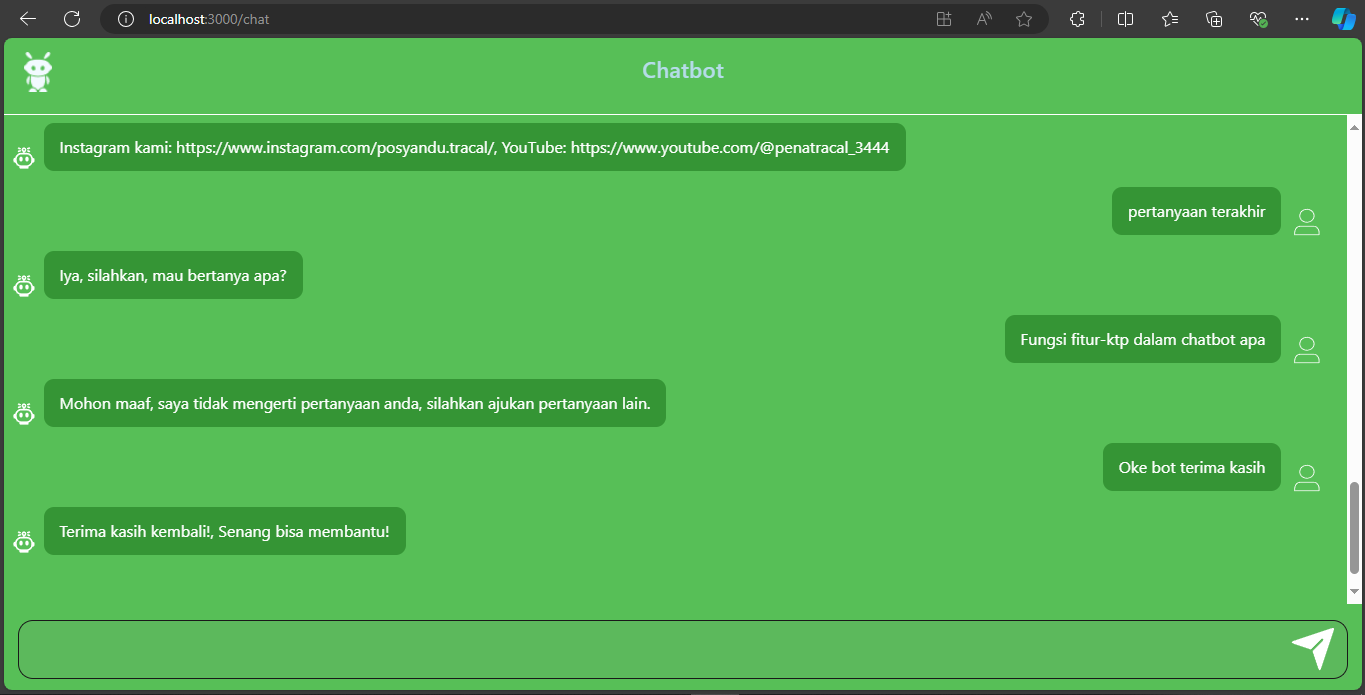 localhost:3000/chat
Chatbot
Instagram kami: https://www.instagram.com/posyandu.tracal/, YouTube: https://www.youtube.com/@penatracal_3444
pertanyaan terakhir
Iya, silahkan, mau bertanya apa?
Fungsi fitur-ktp dalam chatbot apa
Mohon maaf, saya tidak mengerti pertanyaan anda, silahkan ajukan pertanyaan lain.
Oke bot terima kasih
Terima kasih kembali!, Senang bisa membantu!